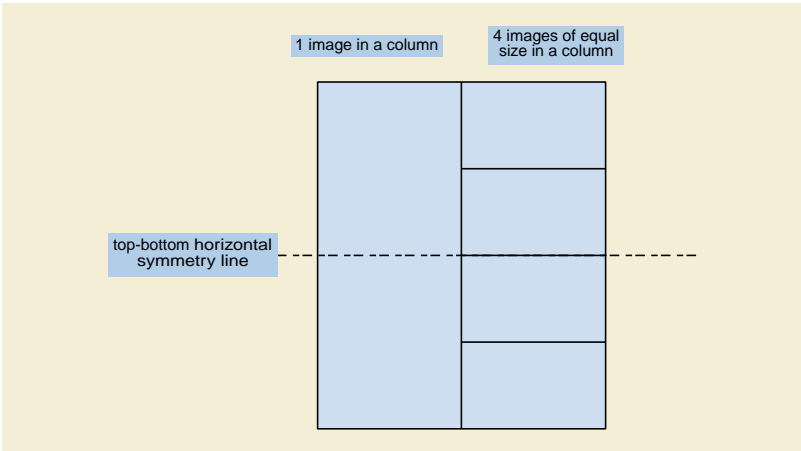 1 image in a column
4 images of equal
size in a column
top-bottom horizontal
symmetry line